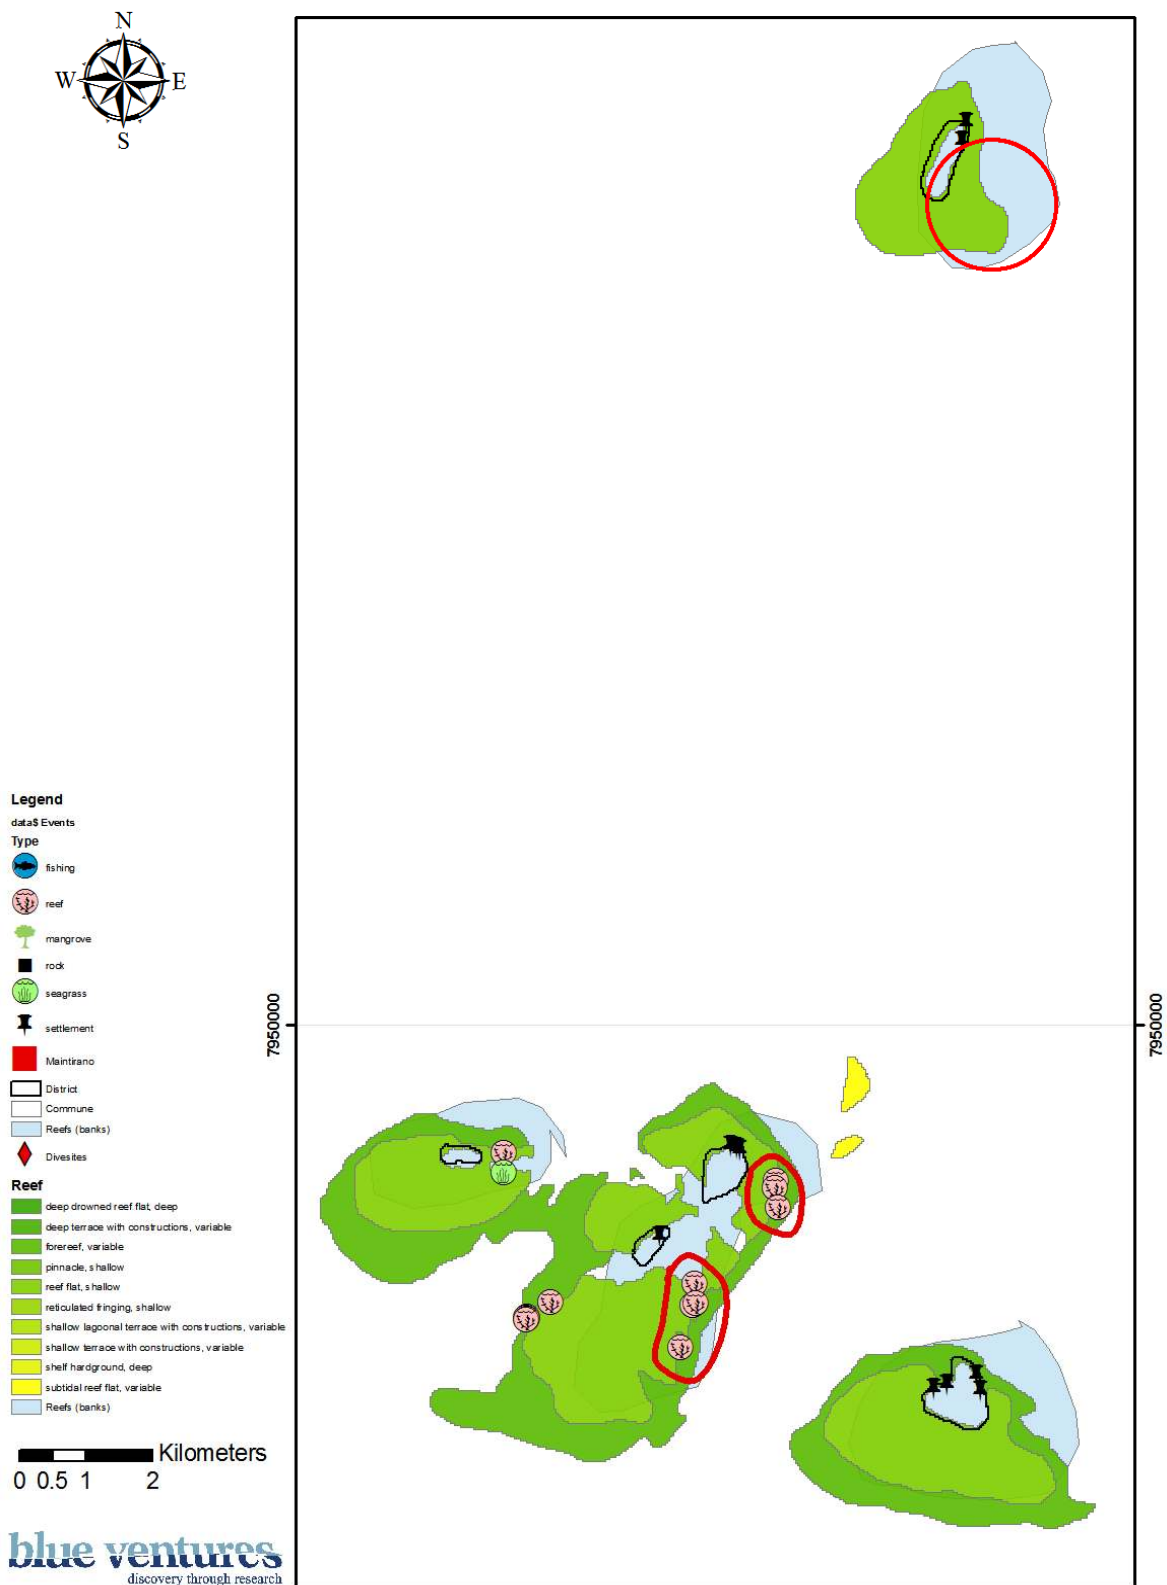 N
W E
S
Legend
data$ Events
Type
fishing
reef
mangrove
rock
seagrass
settlement
Maintirano
District
Commune
Reefs (banks)
Divesites
Reef
deep drowned reef flat, deep
deep terrace with constructions, variable
forereef, variable
pinnacle, shallow
reef flat, shallow
reticulated fringing, shallow
shallow lagoonal terrace with constructions, variable
shallow terrace with constructions, variable
shelf hardground, deep
subtidal reef flat, variable
Reefs (banks)
Kilometers
0 0.5 1 2
blue ventures
discovery through research
7950000
7950000